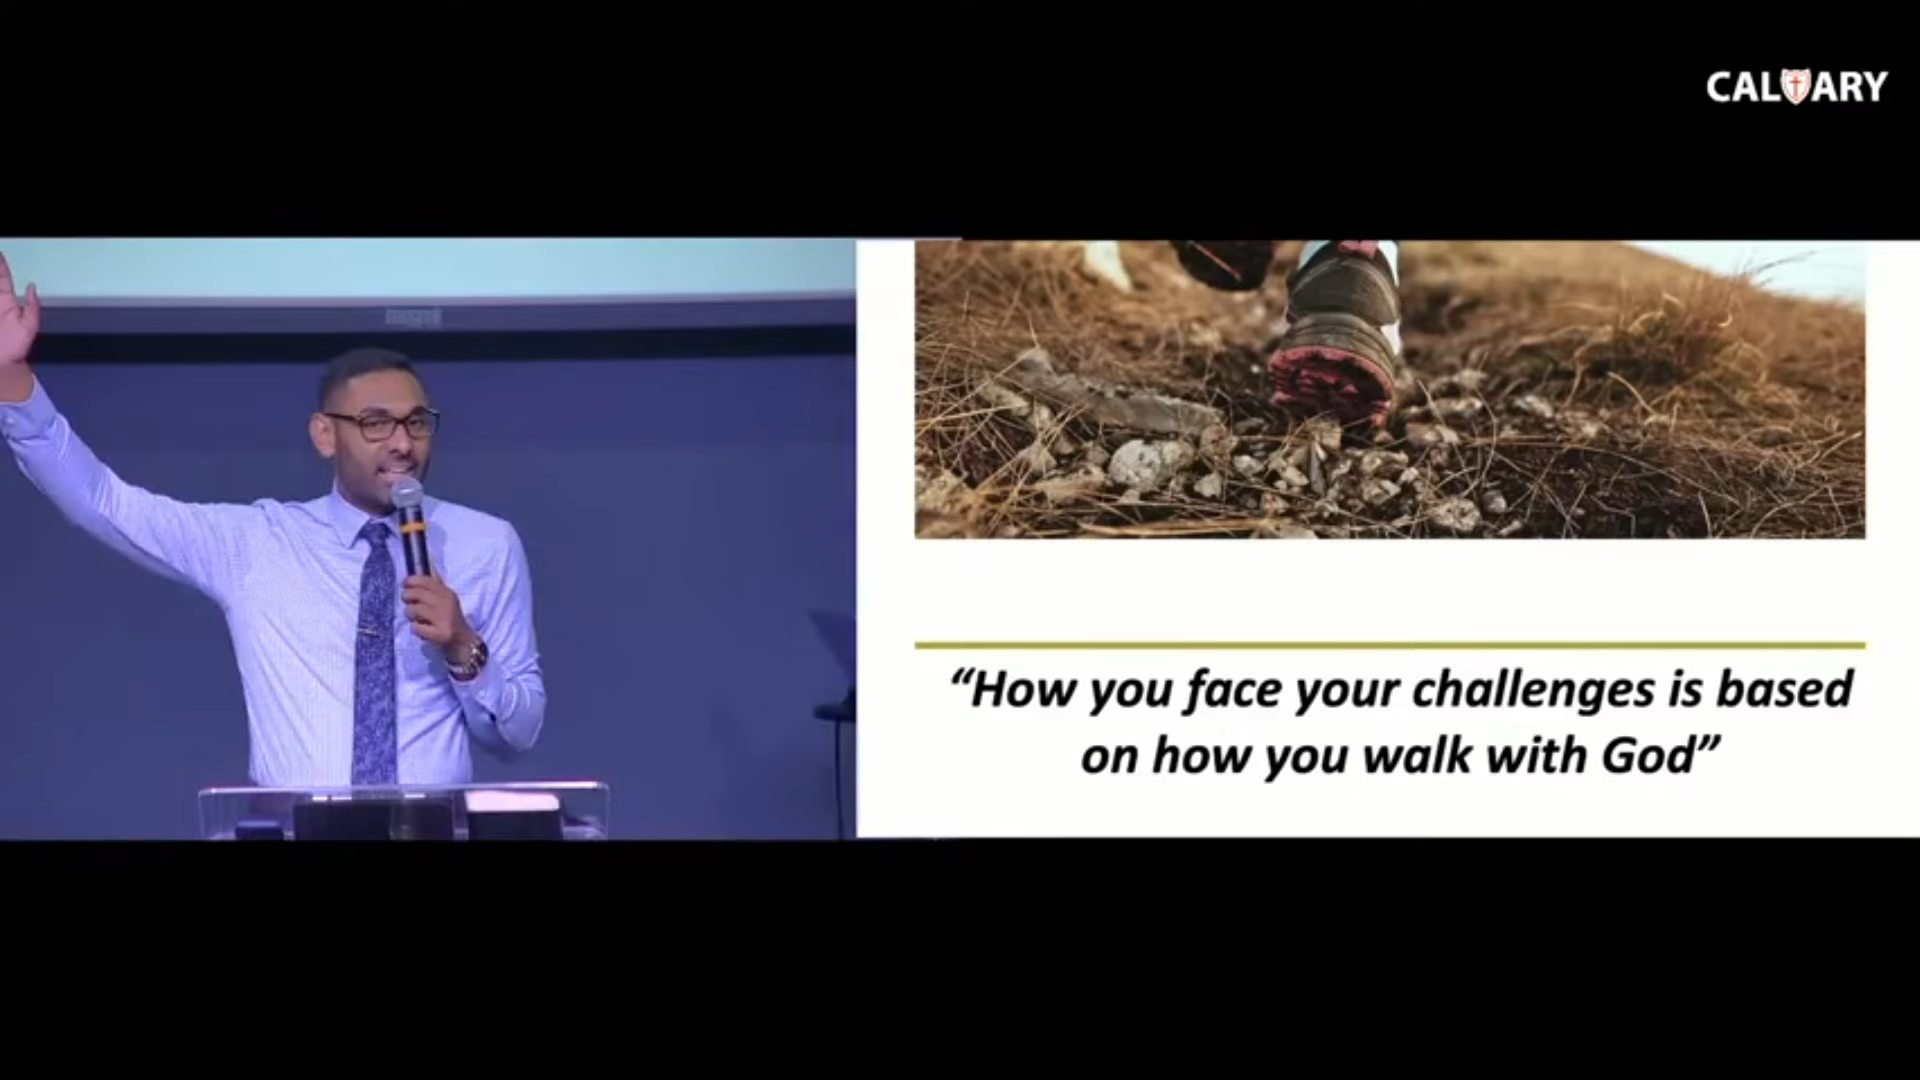 CALVARY
“How you face your challenges is based
on how you walk with God”